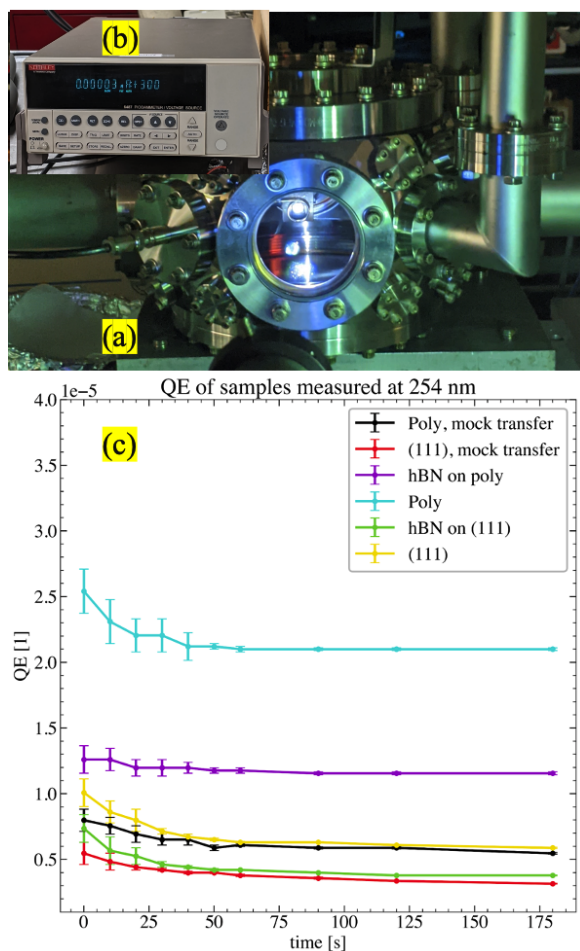 (b)
KEITHLEY
(a)
QE of samples measured at 254 nm
1e−5
(c)
Poly, mock transfer
(111), mock transfer
hBN on poly
Poly
hBN on (111)
(111)
4.0
3.5
3.0
2.5
2.0
1.5
1.0
0.5
QE [1]
0
25
50
75
100
125
150
175
time [s]